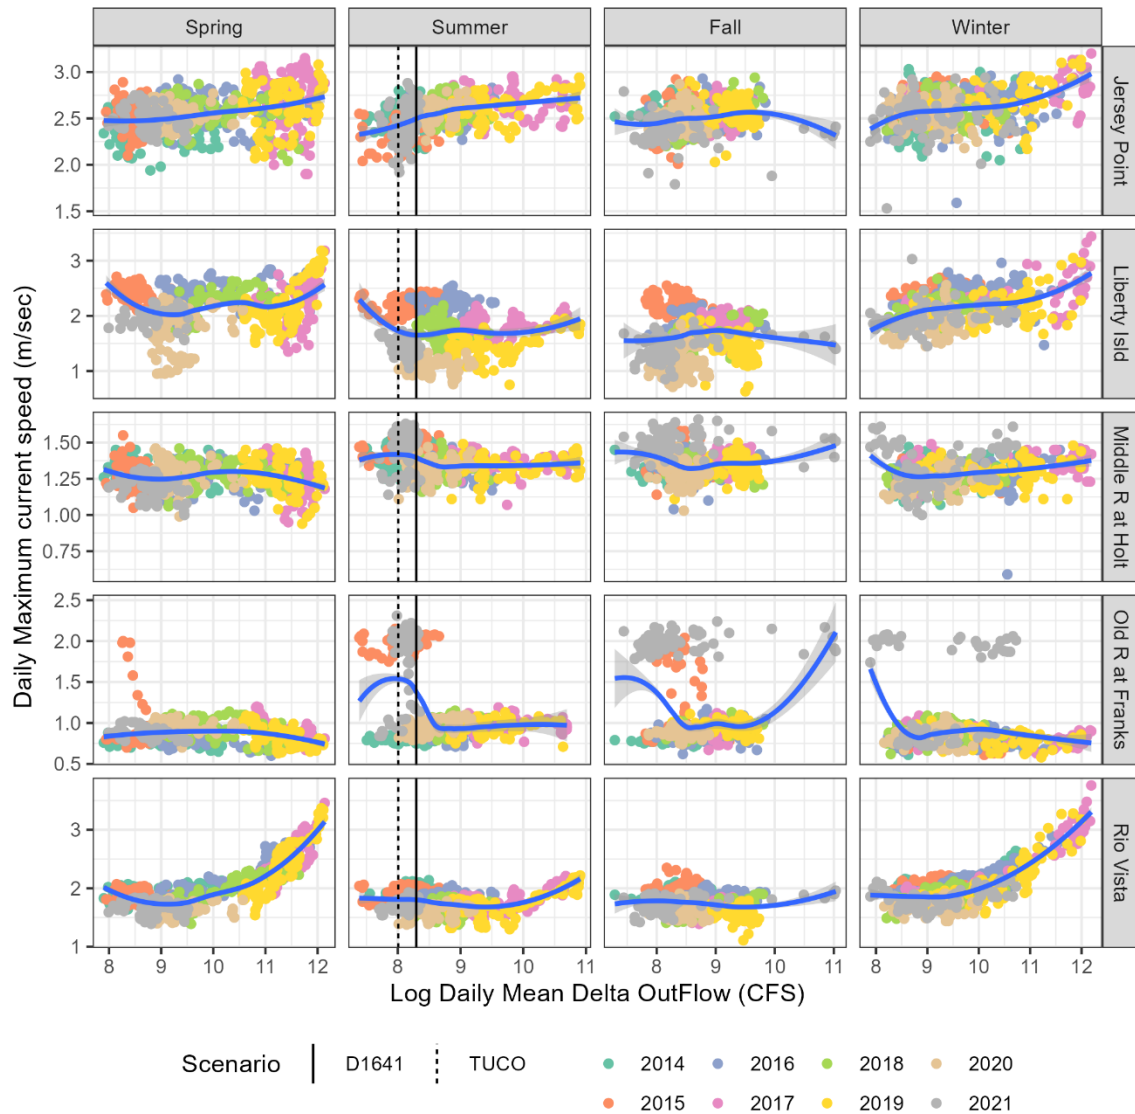 Spring Summer Fall Winter
3.0
2.5
2.0
1.5
Jersey Point
3
2
1
Liberty Isld
1.50
1.25
1.00
0.75
Middle R at Holt
2.5
2.0
1.5
1.0
0.5
Old R at Franks
3
2
1
Rio Vista
Daily Maximum current speed (m/sec)
8 9 10 11 12 8 9 10 11 8 9 10 11 8 9 10 11 12
Log Daily Mean Delta OutFlow (CFS)
Scenario D1641 TUCO 2014 2016 2018 2020
2015 2017 2019 2021